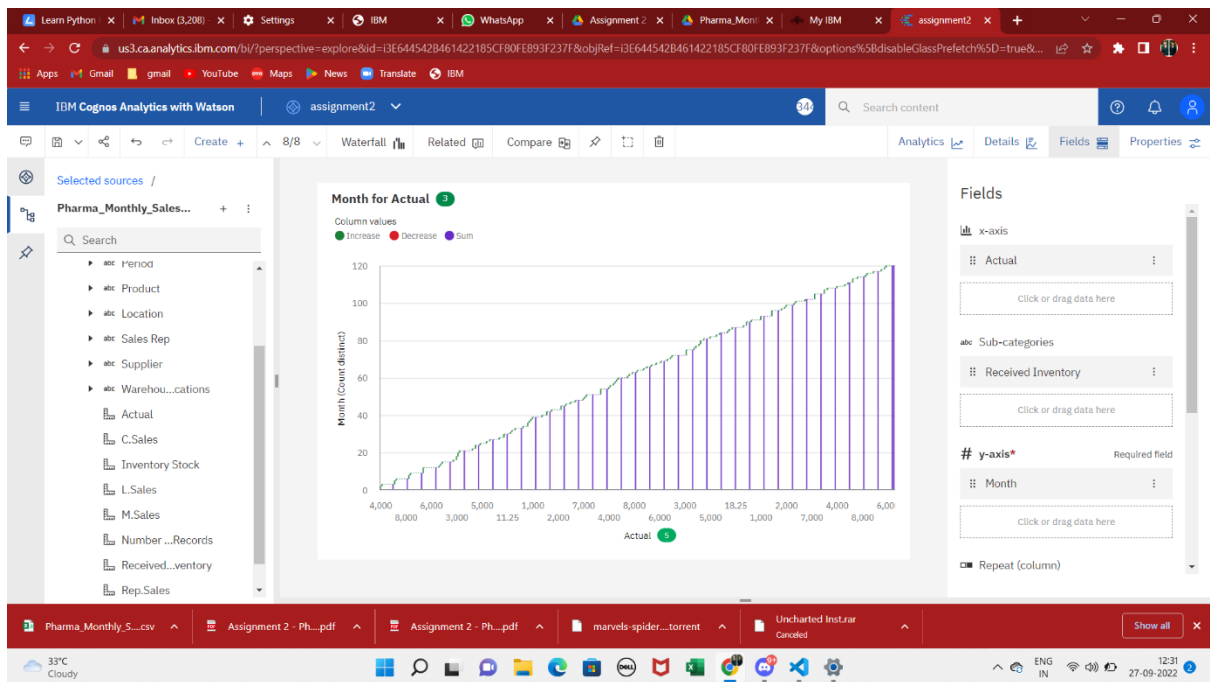 Learn Python
Inbox (3,208) -
Settings
IBM
WhatsApp
Assignment 2
Pharma_Mont
My IBM
assignment2
us3.ca.analytics.ibm.com/bi/?perspective=explore&id=i3E644542B461422185CF80FE893F237F&objRef=i3E644542B461422185CF80FE893F237F&options%5BdisableGlassPrefetch%5D=true&...
Apps
Gmail
gmail
YouTube
Maps
News
Translate
IBM
IBM Cognos Analytics with Watson
assignment2
Search content
Create +
8/8
Waterfall
Related
Compare
Analytics
Details
Fields
Properties
Selected sources /
Pharma_Monthly_Sales...
Search
abc Period
abc Product
abc Location
abc Sales Rep
abc Supplier
abc Warehou...cations
Actual
C.Sales
Inventory Stock
L.Sales
M.Sales
Number ...Records
Received...ventory
Rep.Sales
Month for Actual 3
Column values
Increase Decrease Sum
Month (Count distinct)
120
100
80
60
40
20
0
4,000 6,000 5,000 1,000 7,000 8,000 3,000 18.25 2,000 4,000 6,00
8,000 3,000 11.25 2,000 4,000 6,000 5,000 1,000 7,000 8,000
Actual 5
Fields
x-axis
Actual
Click or drag data here
abc Sub-categories
Received Inventory
Click or drag data here
# y-axis* Required field
Month
Click or drag data here
Repeat (column)
Pharma_Monthly_S....csv
Assignment 2 - Ph....pdf
Assignment 2 - Ph....pdf
marvels-spider....torrent
Uncharted Inst.rar
Canceled
Show all
33°C
Cloudy
ENG
IN
12:31
27-09-2022
2